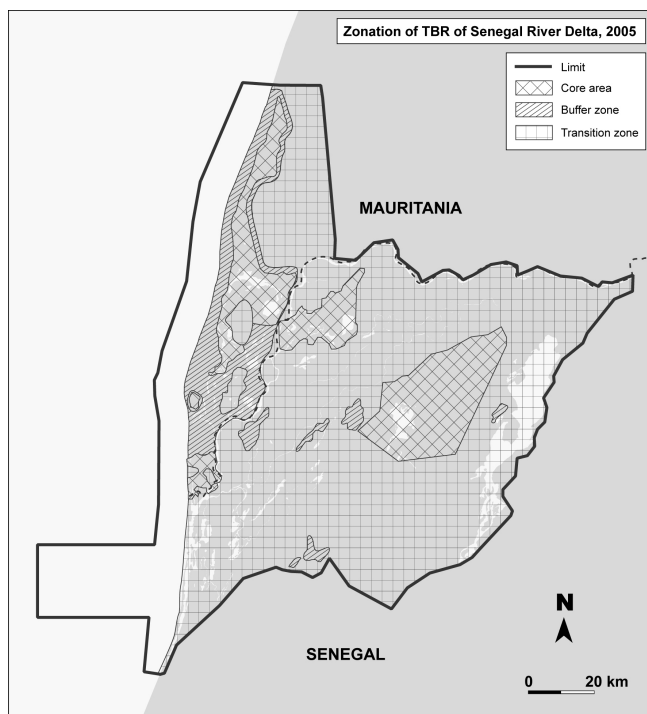 Zonation of TBR of Senegal River Delta, 2005
Limit
Core area
Buffer zone
Transition zone
MAURITANIA
SENEGAL
N
0 20 km